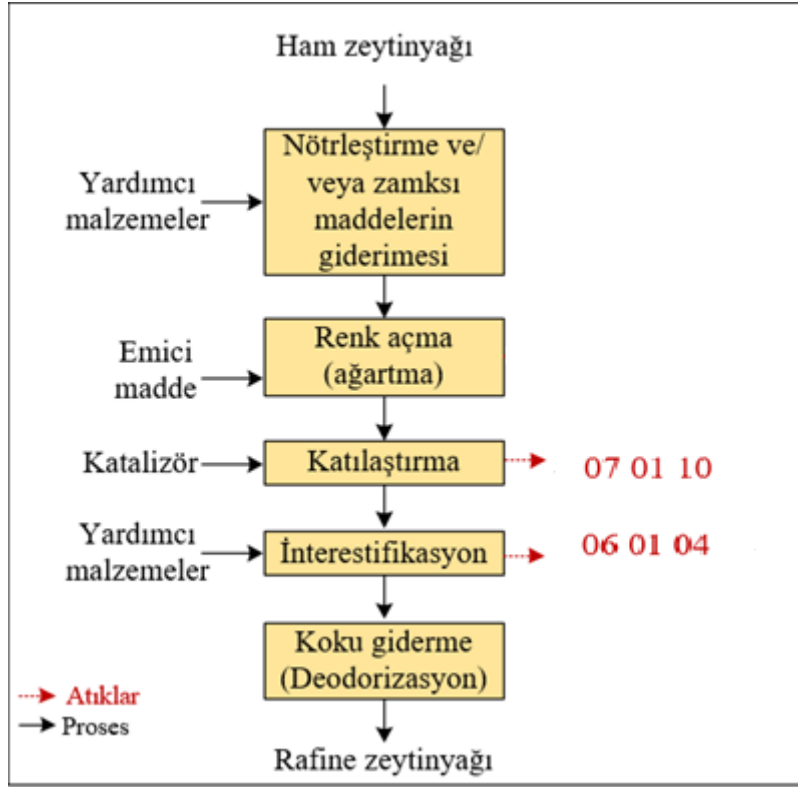 Ham zeytinyağı
Nötrleştirme ve/
veya zamksı
maddelerin
giderimesi
Yardımcı
malzemeler
Renk açma
(ağartma)
Emici
madde
Katalizör
Katılaştırma
07 01 10
Yardımcı
malzemeler
İnterestifikasyon
06 01 04
Koku giderme
(Deodorizasyon)
Atıklar
Proses
Rafine zeytinyağı